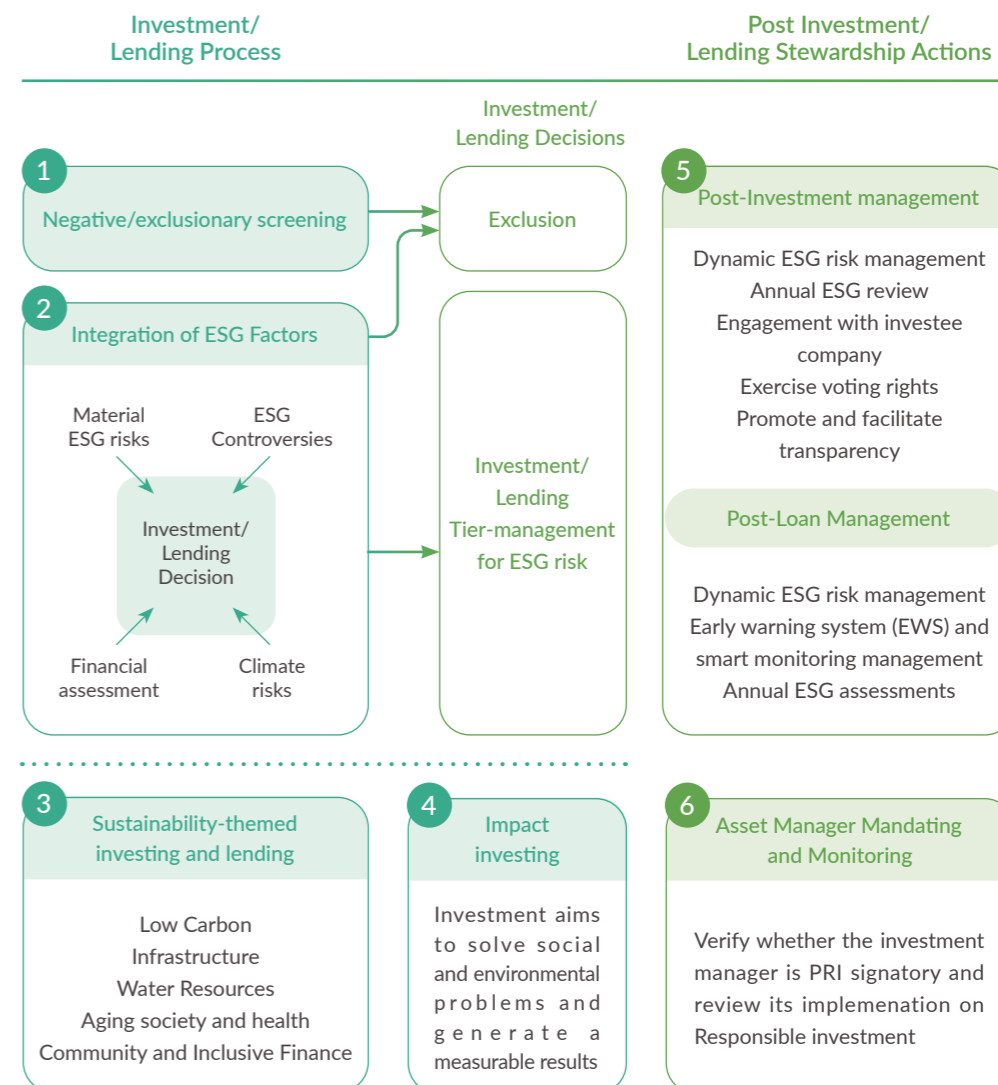 Investment/
Lending Process
Post Investment/
Lending Stewardship Actions
Investment/
Lending Decisions
1
Negative/exclusionary screening
Exclusion
2
Integration of ESG Factors
Material
ESG risks
ESG
Controversies
Investment/
Lending
Decision
Financial
assessment
Climate
risks
Investment/
Lending
Tier-management
for ESG risk
5
Post-Investment management
Dynamic ESG risk management
Annual ESG review
Engagement with investee
company
Exercise voting rights
Promote and facilitate
transparency
Post-Loan Management
Dynamic ESG risk management
Early warning system (EWS) and
smart monitoring management
Annual ESG assessments
3
Sustainability-themed
investing and lending
Low Carbon
Infrastructure
Water Resources
Aging society and health
Community and Inclusive Finance
4
Impact
investing
Investment aims
to solve social
and environmental
problems and
generate a
measurable results
6
Asset Manager Mandating
and Monitoring
Verify whether the investment
manager is PRI signatory and
review its implemenation on
Responsible investment